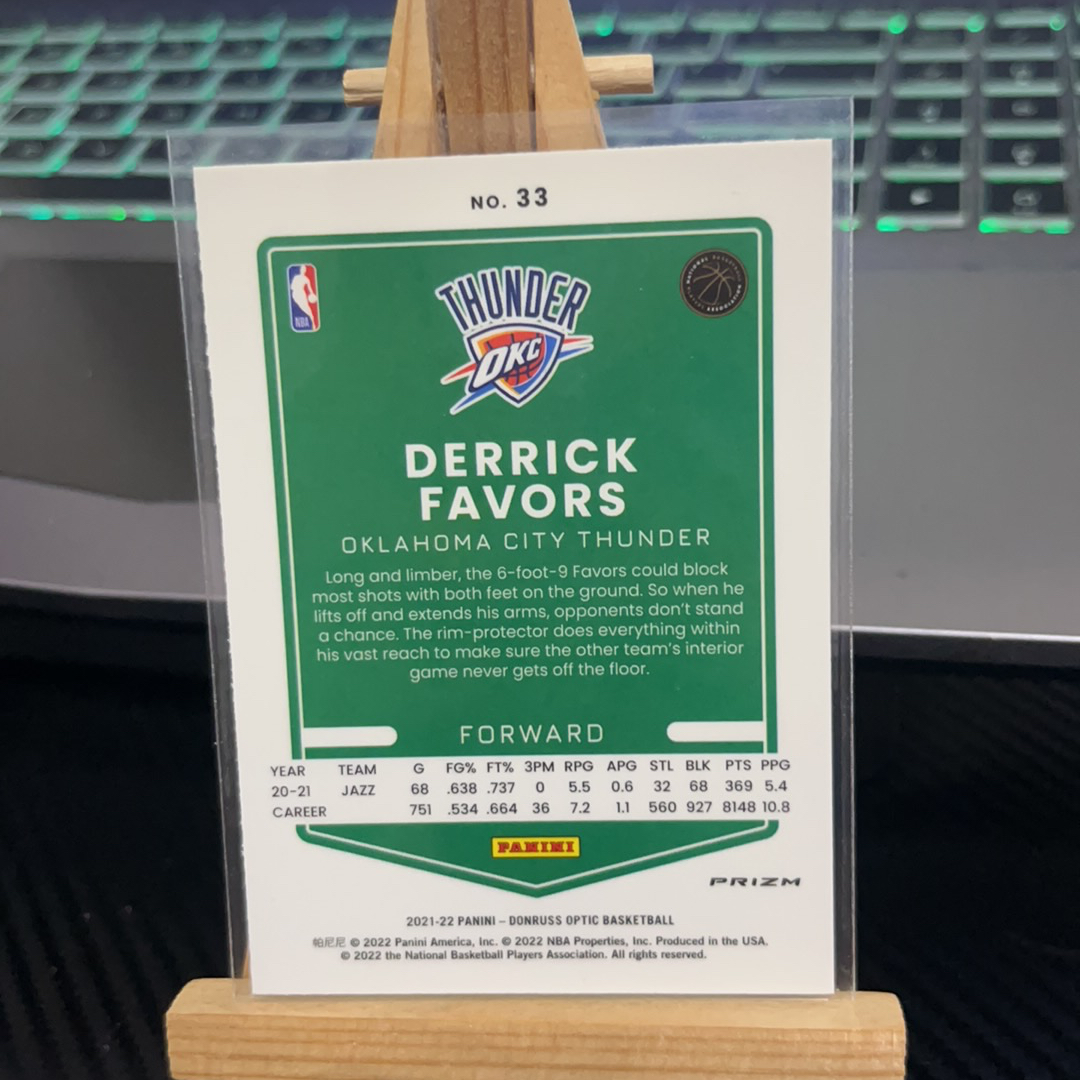 NO. 33
NBA
THUNDER
OKC
DERRICK
FAVORS
OKLAHOMA CITY THUNDER
Long and limber, the 6-foot-9 Favors could block
most shots with both feet on the ground. So when he
lifts off and extends his arms, opponents don't stand
a chance. The rim-protector does everything within
his vast reach to make sure the other team's interior
game never gets off the floor.
FORWARD
YEAR TEAM G FG% FT% 3PM RPG APG STL BLK PTS PPG
20-21 JAZZ 68 .638 .737 0 5.5 0.6 32 68 369 5.4
CAREER 751 .534 .664 36 7.2 1.1 560 927 8148 10.8
PANINI
PRIZM
2021-22 PANINI – DONRUSS OPTIC BASKETBALL
帕尼尼 © 2022 Panini America, Inc. © 2022 NBA Properties, Inc. Produced in the USA.
© 2022 the National Basketball Players Association. All rights reserved.